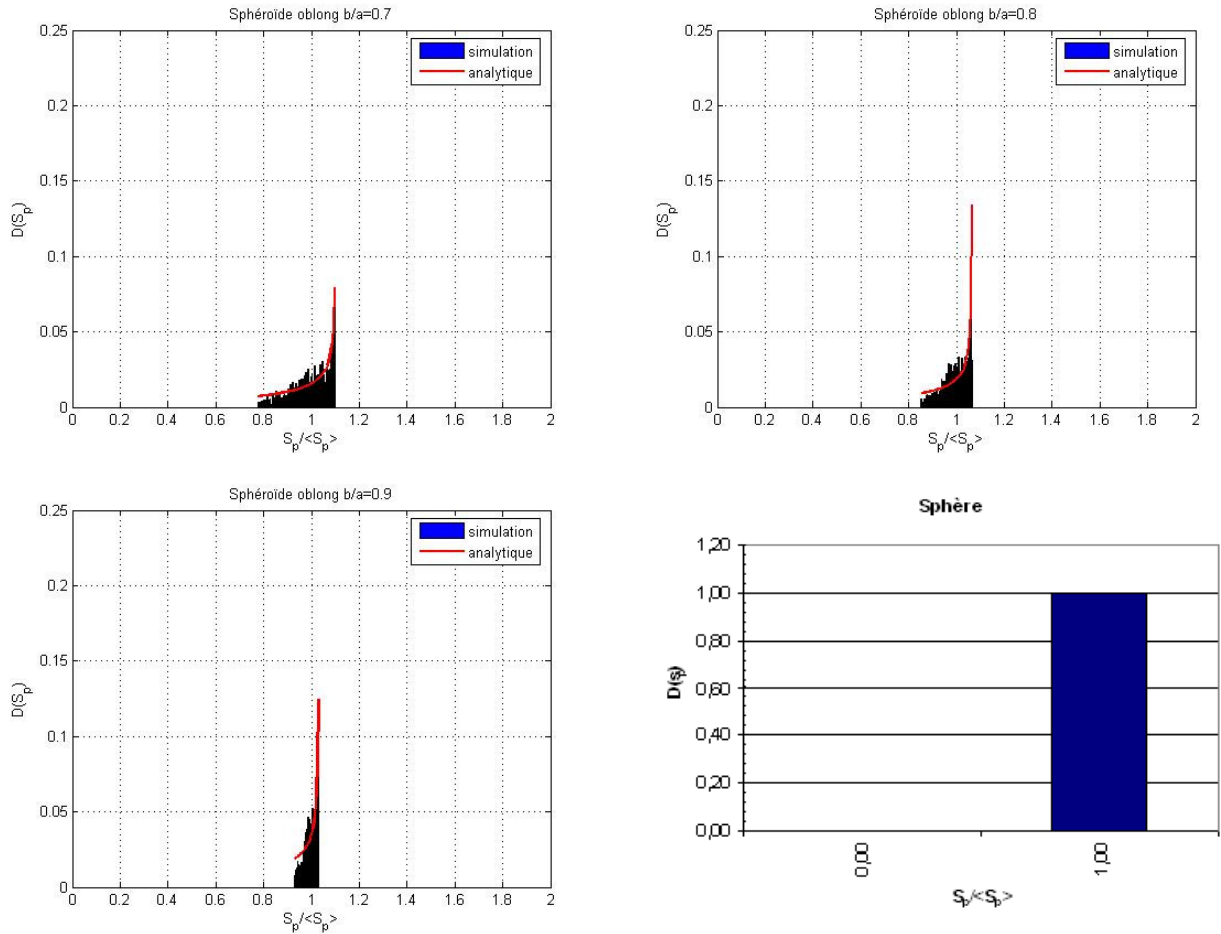 Sphéroïde oblong b/a=0.7
simulation
analytique
D(S_p)
0.25
0.2
0.15
0.1
0.05
0
0 0.2 0.4 0.6 0.8 1 1.2 1.4 1.6 1.8 2
S_p/<S_p>
Sphéroïde oblong b/a=0.8
simulation
analytique
D(S_p)
0.25
0.2
0.15
0.1
0.05
0
0 0.2 0.4 0.6 0.8 1 1.2 1.4 1.6 1.8 2
S_p/<S_p>
Sphéroïde oblong b/a=0.9
simulation
analytique
D(S_p)
0.25
0.2
0.15
0.1
0.05
0
0 0.2 0.4 0.6 0.8 1 1.2 1.4 1.6 1.8 2
S_p/<S_p>
Sphère
D(s_p)
1,20
1,00
0,80
0,60
0,40
0,20
0,00
0,00 1,00
S_p/<S_p>